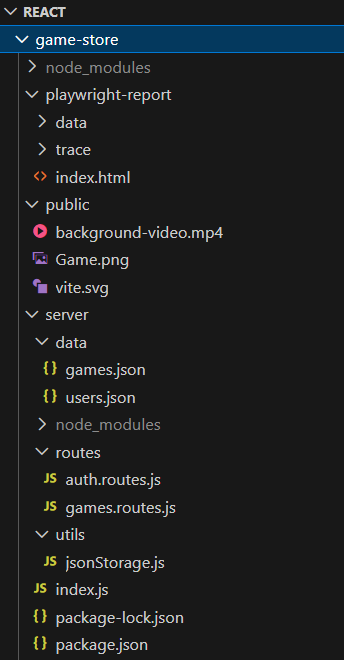 REACT
game-store
node_modules
playwright-report
data
trace
index.html
public
background-video.mp4
Game.png
vite.svg
server
data
games.json
users.json
node_modules
routes
auth.routes.js
games.routes.js
utils
jsonStorage.js
index.js
package-lock.json
package.json